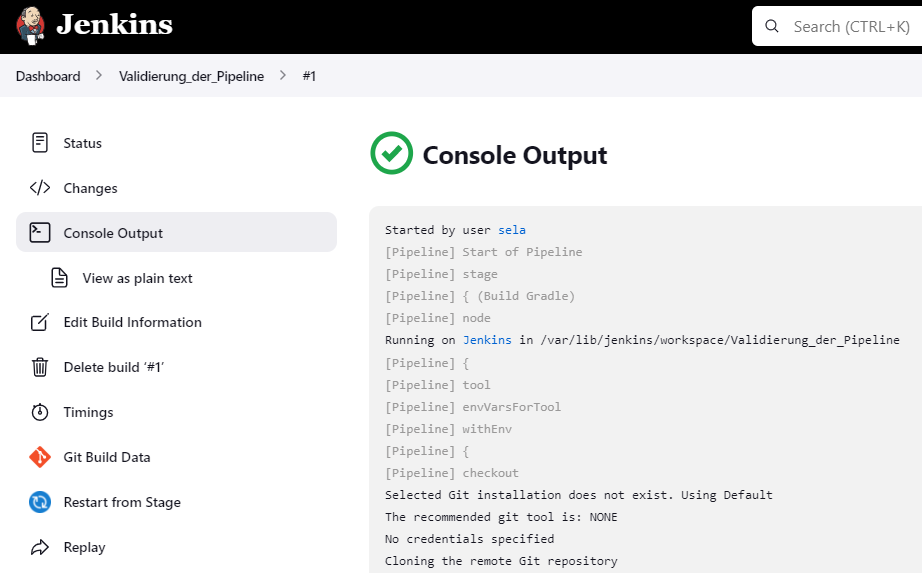 Jenkins
Search (CTRL+K)
Dashboard > Validierung_der_Pipeline > #1
Status
Changes
Console Output
View as plain text
Edit Build Information
Delete build ‘#1’
Timings
Git Build Data
Restart from Stage
Replay
Console Output
Started by user sela
[Pipeline] Start of Pipeline
[Pipeline] stage
[Pipeline] { (Build Gradle)
[Pipeline] node
Running on Jenkins in /var/lib/jenkins/workspace/Validierung_der_Pipeline
[Pipeline] {
[Pipeline] tool
[Pipeline] envVarsForTool
[Pipeline] withEnv
[Pipeline] {
[Pipeline] checkout
Selected Git installation does not exist. Using Default
The recommended git tool is: NONE
No credentials specified
Cloning the remote Git repository